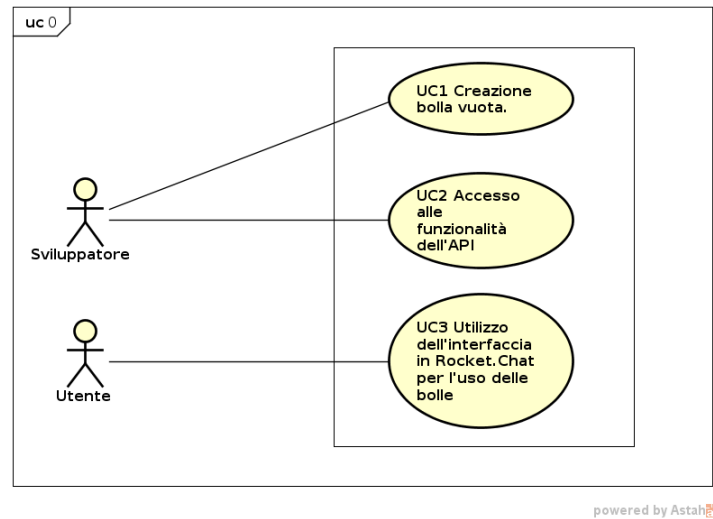 uc 0
UC1 Creazione
bolla vuota.
UC2 Accesso
alle
funzionalità
dell'API
Sviluppatore
UC3 Utilizzo
dell'interfaccia
in Rocket.Chat
per l'uso delle
bolle
Utente
powered by Astah